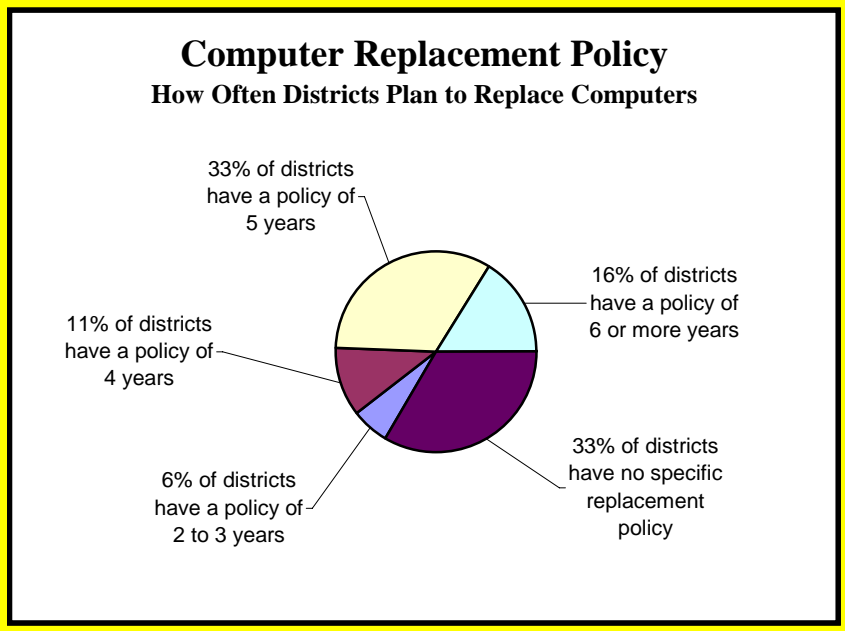 Computer Replacement Policy
How Often Districts Plan to Replace Computers
33% of districts
have a policy of
5 years
16% of districts
have a policy of
6 or more years
11% of districts
have a policy of
4 years
33% of districts
have no specific
replacement
policy
6% of districts
have a policy of
2 to 3 years